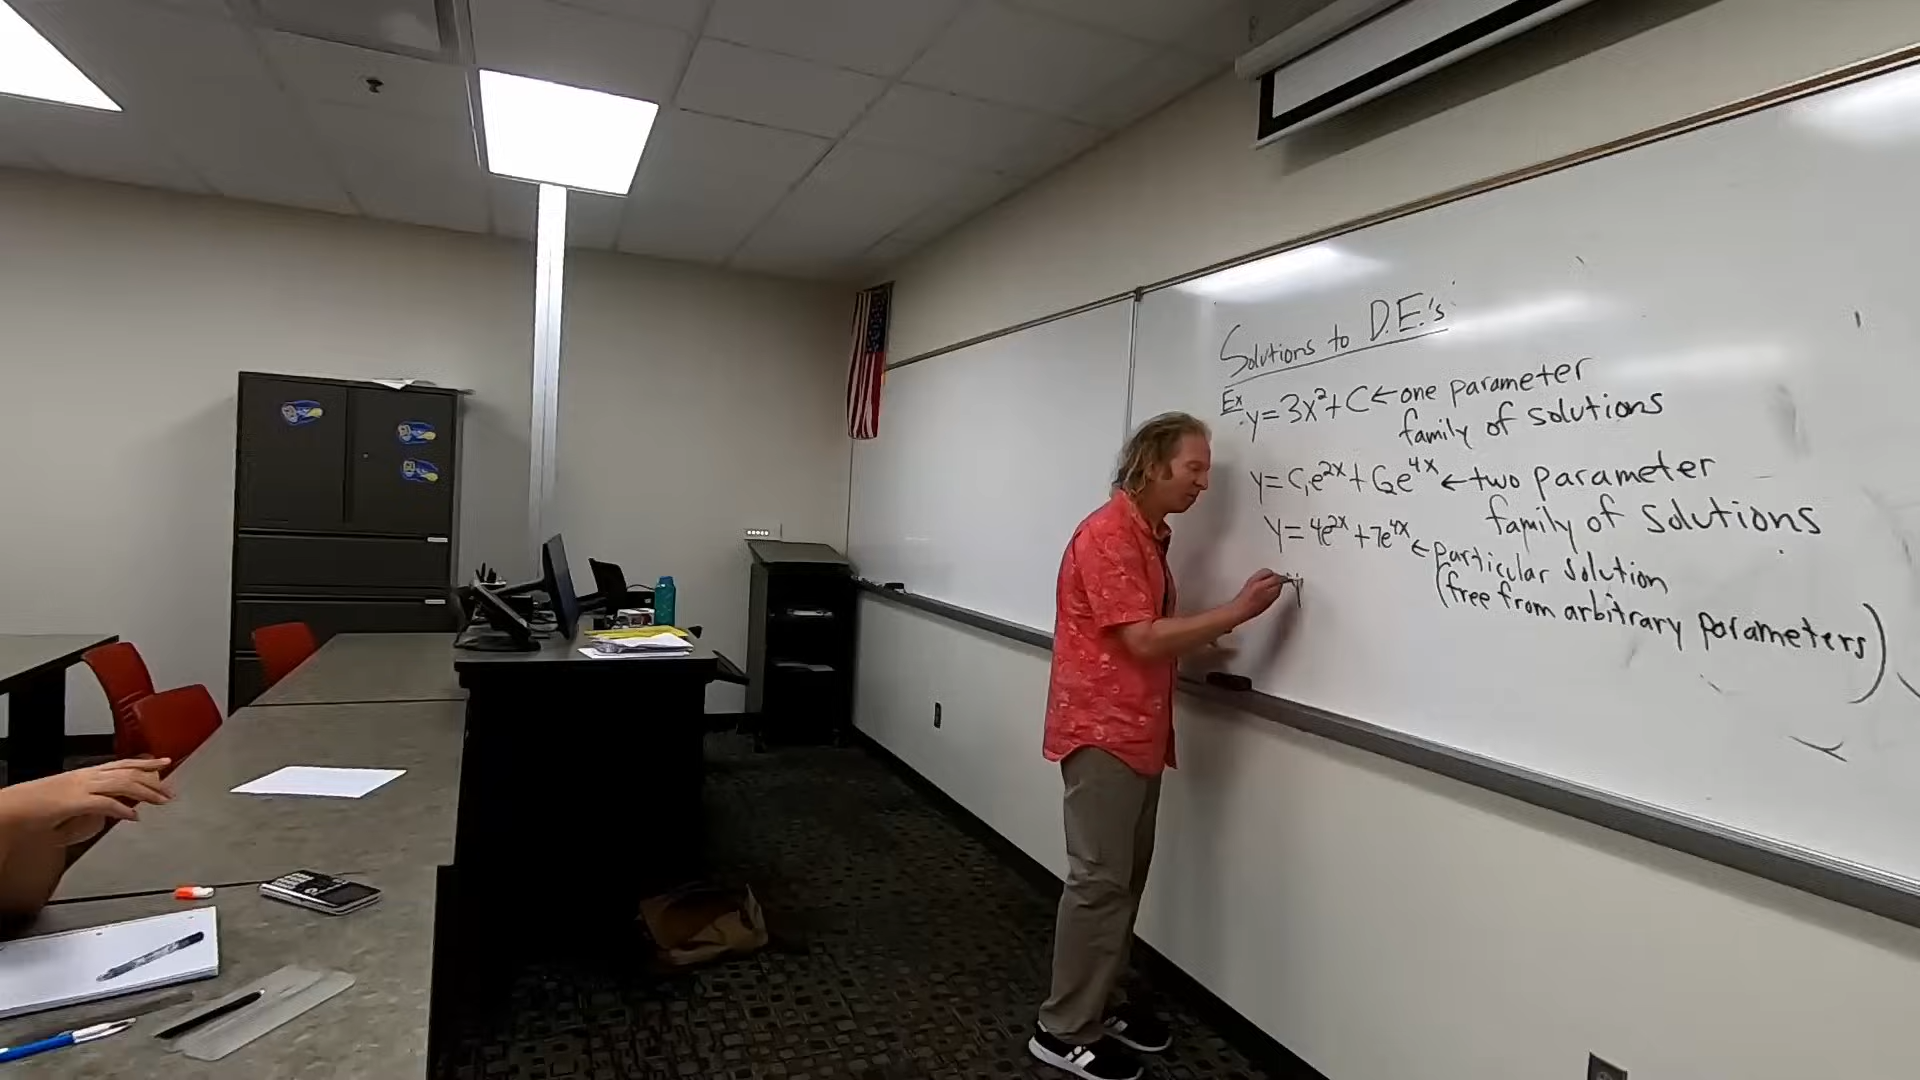 Solutions to D.E.'s
Ex y=3x²+C ← one parameter
family of solutions
y=C₁e^2x+C₂e^4x ← two parameter
family of solutions
y=4e^2x+7e^4x ← particular solution
(free from arbitrary parameters)
y